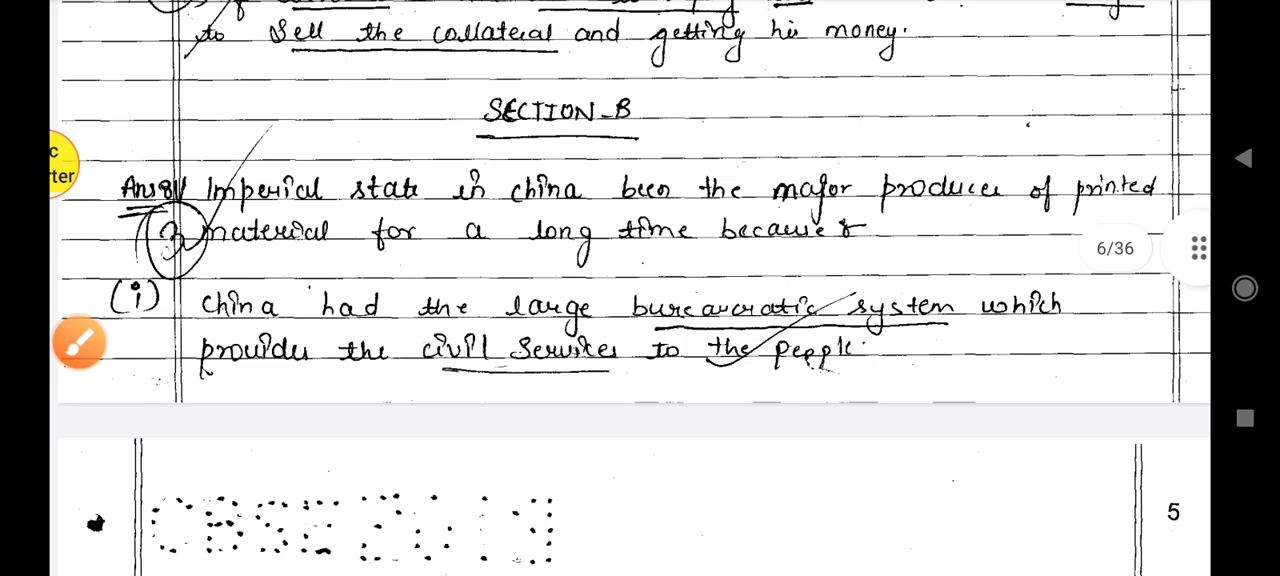 to sell the collateral and getting his money.
SECTION-B
Ans 8) Imperial state in china been the major producer of printed
material for a long time because :-
6/36
(i) China had the large bureaucratic system which
provides the civil services to the people.
CBSE
5